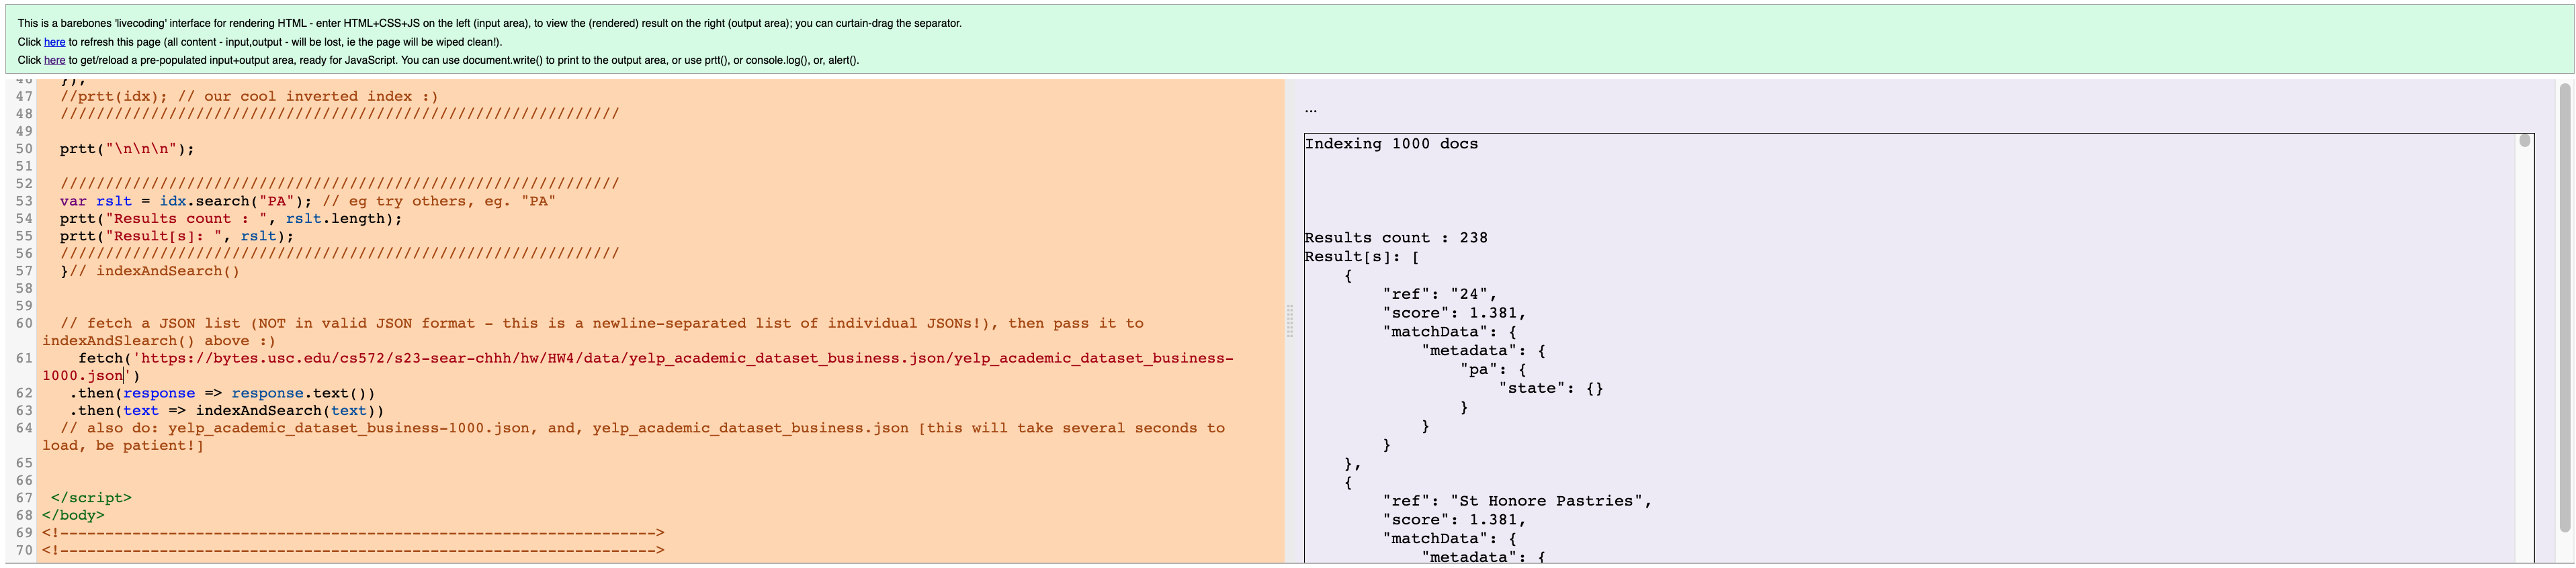 This is a barebones 'livecoding' interface for rendering HTML - enter HTML+CSS+JS on the left (input area), to view the (rendered) result on the right (output area); you can curtain-drag the separator.
Click here to refresh this page (all content - input,output - will be lost, ie the page will be wiped clean!).
Click here to get/reload a pre-populated input+output area, ready for JavaScript. You can use document.write() to print to the output area, or use prtt(), or console.log(), or, alert().
46 });
47 //prtt(idx); // our cool inverted index :)
48 //////////////////////////////////////////////////////////////
49
50 prtt("\n\n\n");
51
52 //////////////////////////////////////////////////////////////
53 var rslt = idx.search("PA"); // eg try others, eg. "PA"
54 prtt("Results count : ", rslt.length);
55 prtt("Result[s]: ", rslt);
56 //////////////////////////////////////////////////////////////
57 }// indexAndSearch()
58
59
60 // fetch a JSON list (NOT in valid JSON format - this is a newline-separated list of individual JSONs!), then pass it to
indexAndSlearch() above :)
61 fetch('https://bytes.usc.edu/cs572/s23-sear-chhh/hw/HW4/data/yelp_academic_dataset_business.json/yelp_academic_dataset_business-
1000.json')
62 .then(response => response.text())
63 .then(text => indexAndSearch(text))
64 // also do: yelp_academic_dataset_business-1000.json, and, yelp_academic_dataset_business.json [this will take several seconds to
load, be patient!]
65
66
67 </script>
68 </body>
69 <!------------------------------------------------------------------>
70 <!------------------------------------------------------------------>
...
Indexing 1000 docs
Results count : 238
Result[s]: [
{
"ref": "24",
"score": 1.381,
"matchData": {
"metadata": {
"pa": {
"state": {}
}
}
}
},
{
"ref": "St Honore Pastries",
"score": 1.381,
"matchData": {
"metadata": {